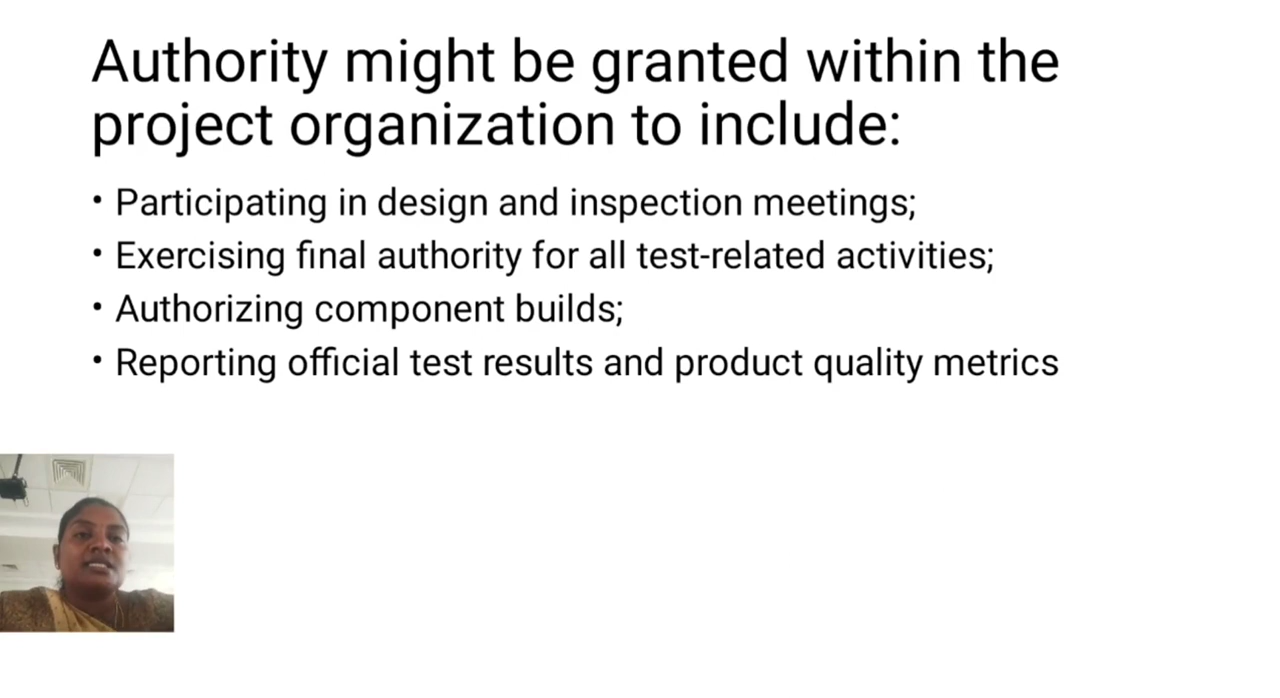 Authority might be granted within the
project organization to include:
• Participating in design and inspection meetings;
• Exercising final authority for all test-related activities;
• Authorizing component builds;
• Reporting official test results and product quality metrics